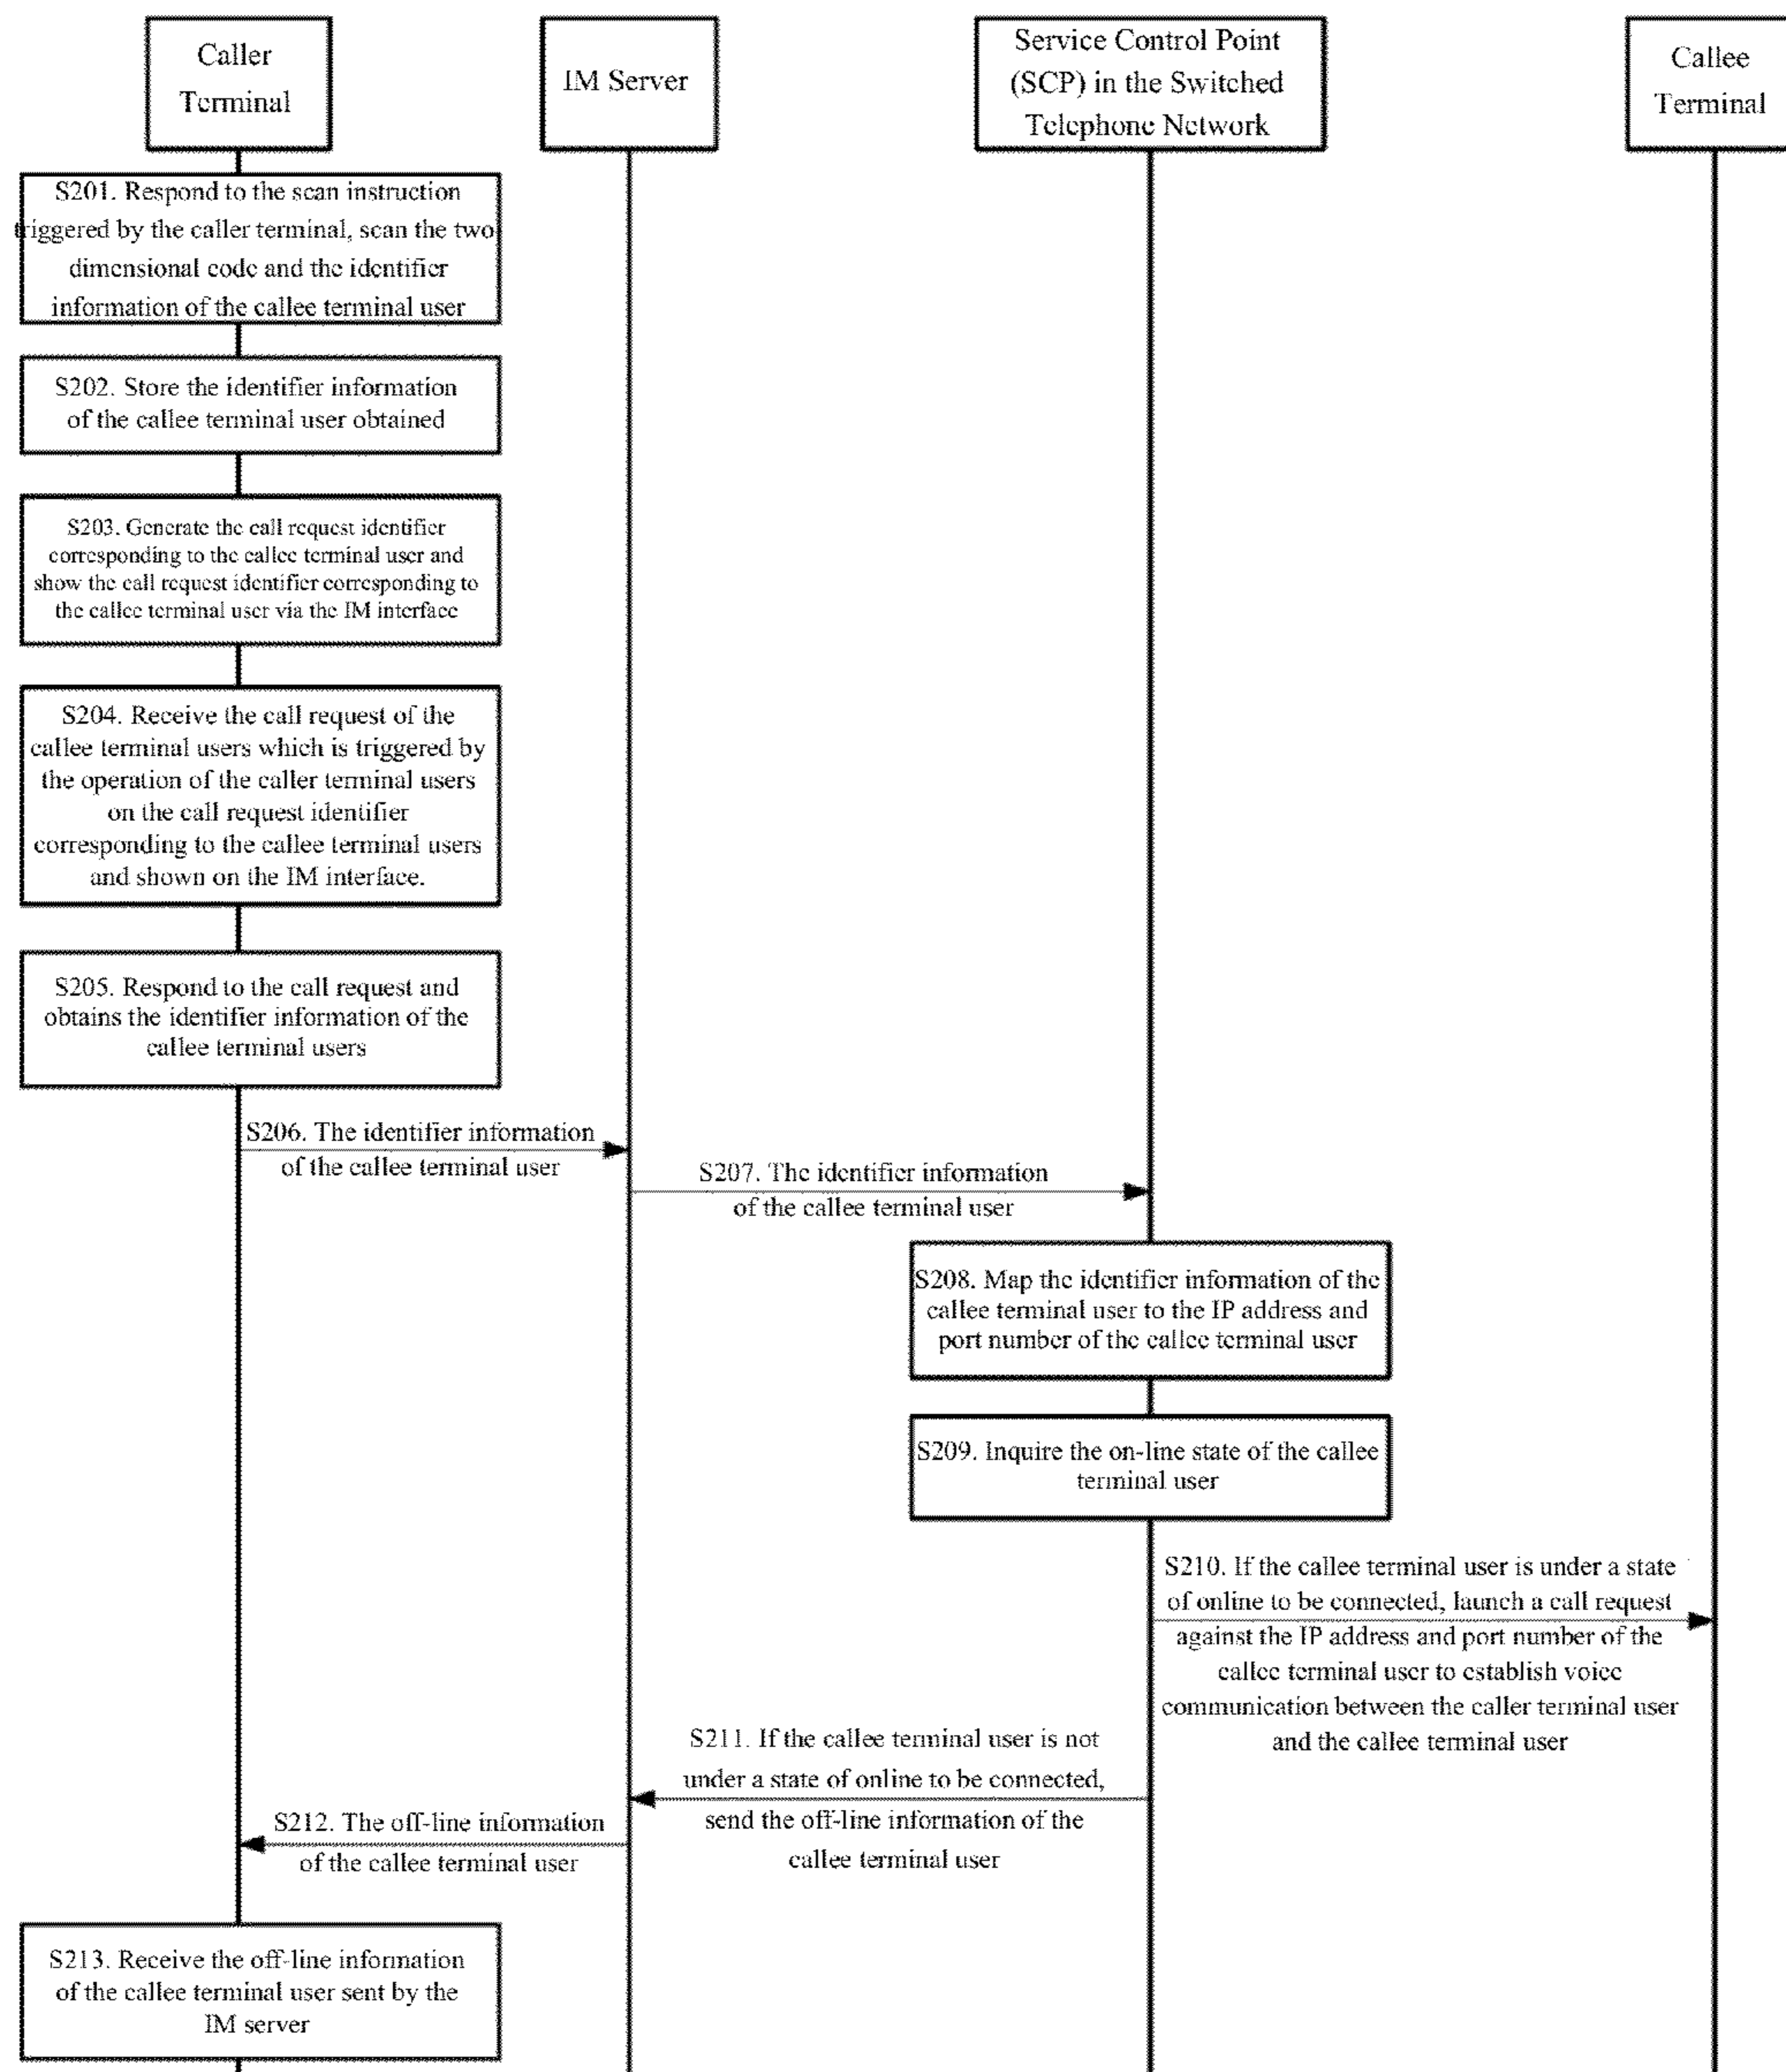 Caller
Terminal
IM Server
Service Control Point
(SCP) in the Switched
Telephone Network
Callee
Terminal
S201. Respond to the scan instruction
triggered by the caller terminal, scan the two
dimensional code and the identifier
information of the callee terminal user
S202. Store the identifier information
of the callee terminal user obtained
S203. Generate the call request identifier
corresponding to the callee terminal user and
show the call request identifier corresponding to
the callee terminal user via the IM interface
S204. Receive the call request of the
callee terminal users which is triggered by
the operation of the caller terminal users
on the call request identifier
corresponding to the callee terminal users
and shown on the IM interface.
S205. Respond to the call request and
obtains the identifier information of the
callee terminal users
S206. The identifier information
of the callee terminal user
S207. The identifier information
of the callee terminal user
S208. Map the identifier information of the
callee terminal user to the IP address and
port number of the callee terminal user
S209. Inquire the on-line state of the callee
terminal user
S210. If the callee terminal user is under a state
of online to be connected, launch a call request
against the IP address and port number of the
callee terminal user to establish voice
communication between the caller terminal user
and the callee terminal user
S211. If the callee terminal user is not
under a state of online to be connected,
send the off-line information of the
callee terminal user
S212. The off-line information
of the callee terminal user
S213. Receive the off-line information
of the callee terminal user sent by the
IM server